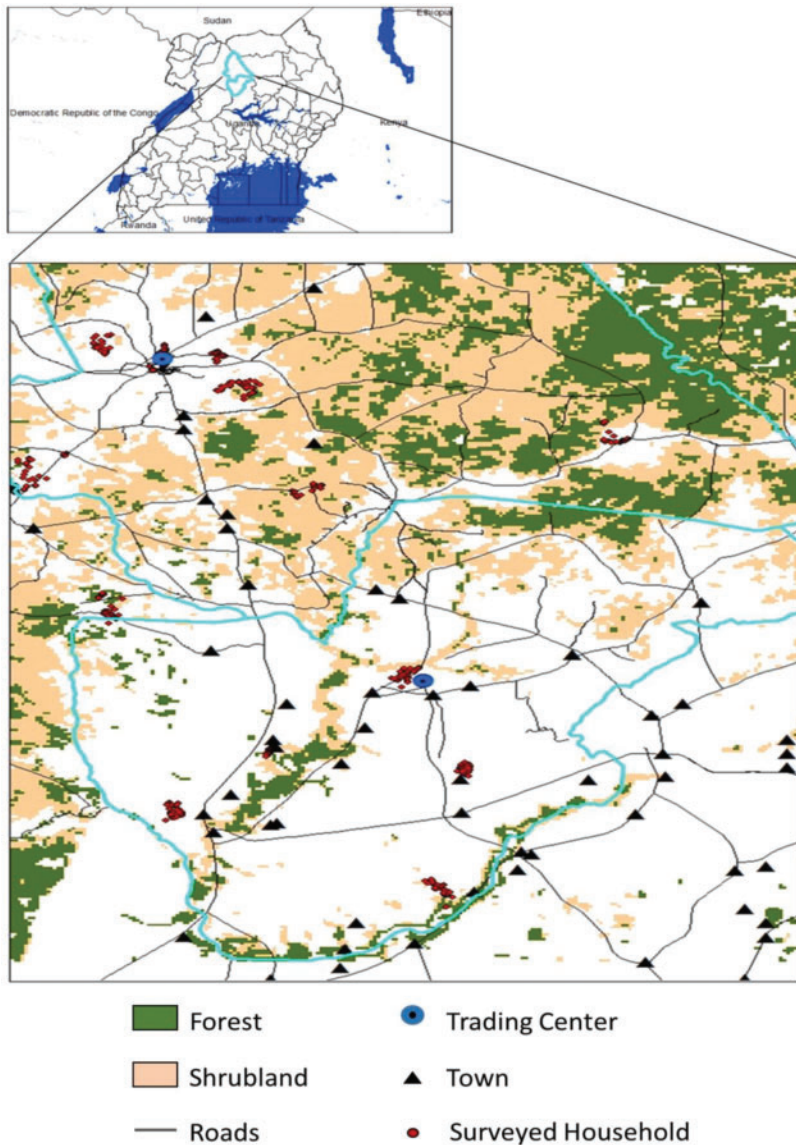 Sudan
Ethiopia
Democratic Republic of the Congo
Uganda
Kenya
United Republic of Tanzania
Rwanda
Forest
Trading Center
Shrubland
Town
Roads
Surveyed Household